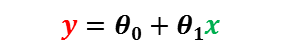 y = θ₀ + θ₁x